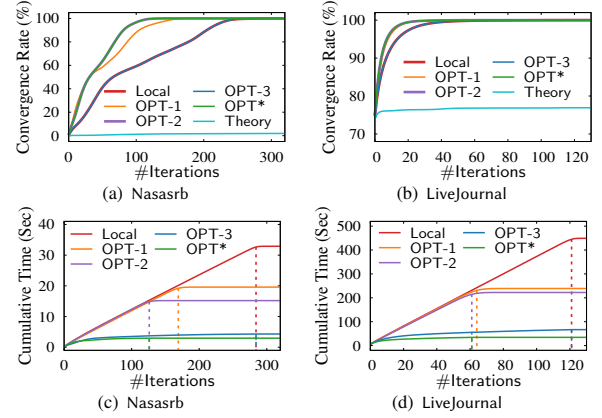 Convergence Rate (%)
100
80
60
40
20
0
Local
OPT-1
OPT-2
OPT-3
OPT*
Theory
0
100
200
300
#Iterations
(a) Nasasrb
Convergence Rate (%)
100
90
80
70
Local
OPT-1
OPT-2
OPT-3
OPT*
Theory
0
20
40
60
80
100
120
#Iterations
(b) LiveJournal
Cumulative Time (Sec)
40
30
20
10
0
Local
OPT-1
OPT-2
OPT-3
OPT*
0
100
200
300
#Iterations
(c) Nasasrb
Cumulative Time (Sec)
500
400
300
200
100
0
Local
OPT-1
OPT-2
OPT-3
OPT*
0
20
40
60
80
100
120
#Iterations
(d) LiveJournal